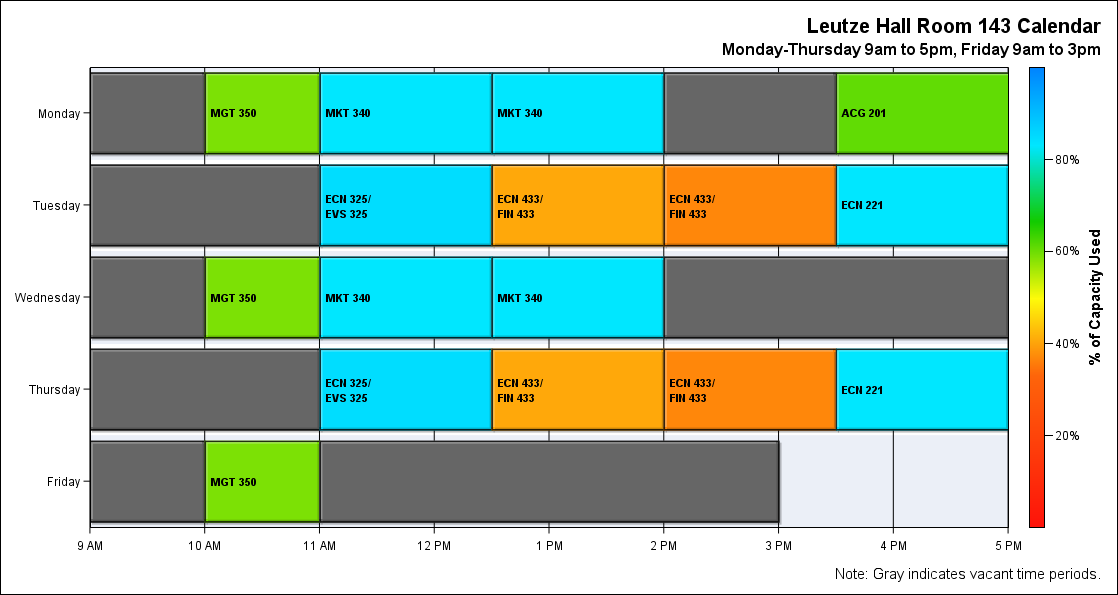 Leutze Hall Room 143 Calendar
Monday-Thursday 9am to 5pm, Friday 9am to 3pm
Monday
MGT 350
MKT 340
MKT 340
ACG 201
Tuesday
ECN 325/
EVS 325
ECN 433/
FIN 433
ECN 433/
FIN 433
ECN 221
Wednesday
MGT 350
MKT 340
MKT 340
Thursday
ECN 325/
EVS 325
ECN 433/
FIN 433
ECN 433/
FIN 433
ECN 221
Friday
MGT 350
9 AM
10 AM
11 AM
12 PM
1 PM
2 PM
3 PM
4 PM
5 PM
80%
60%
40%
20%
% of Capacity Used
Note: Gray indicates vacant time periods.